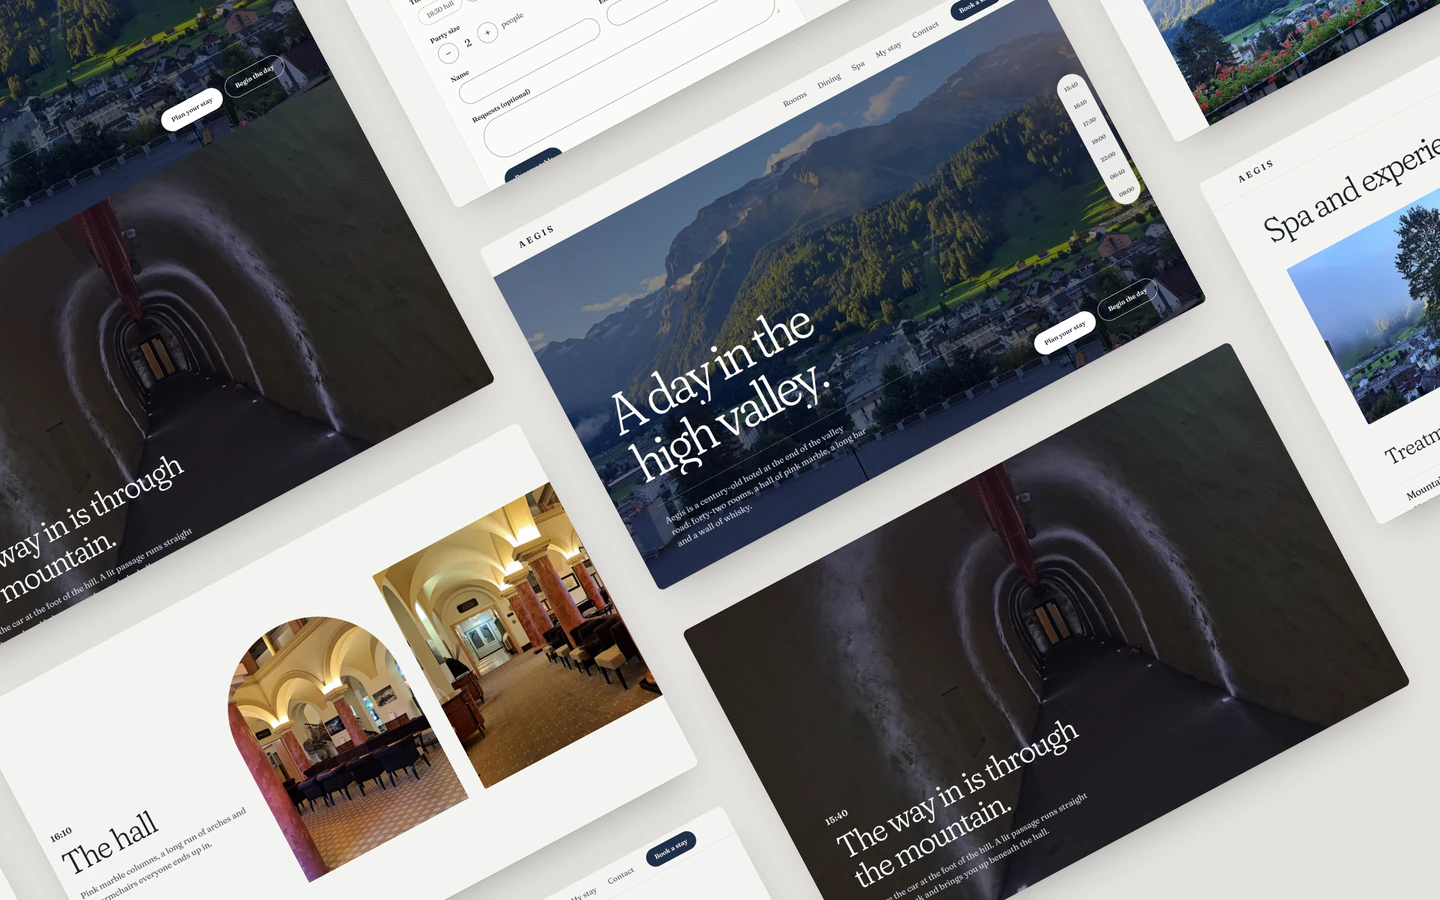 18:30 full
Party size
− 2 + people
Name
Requests (optional)
Plan your stay
Begin the day
way in is through
mountain.
the car at the foot of the hill. A lit passage runs straight
AEGIS
Rooms
Dining
Spa
My stay
Contact
15:40
16:10
17:30
19:00
22:00
06:40
08:00
A day in the
high valley.
Aegis is a century-old hotel at the end of the valley
road: forty-two rooms, a hall of pink marble, a long bar
and a wall of whisky.
Plan your stay
Begin the day
AEGIS
Spa and experie
Treatm
Mounta
16:10
The hall
Pink marble columns, a long run of arches and
armchairs everyone ends up in.
My stay
Contact
Book a stay
15:40
The way in is through
the mountain.
the car at the foot of the hill. A lit passage runs straight
and brings you up beneath the hall.